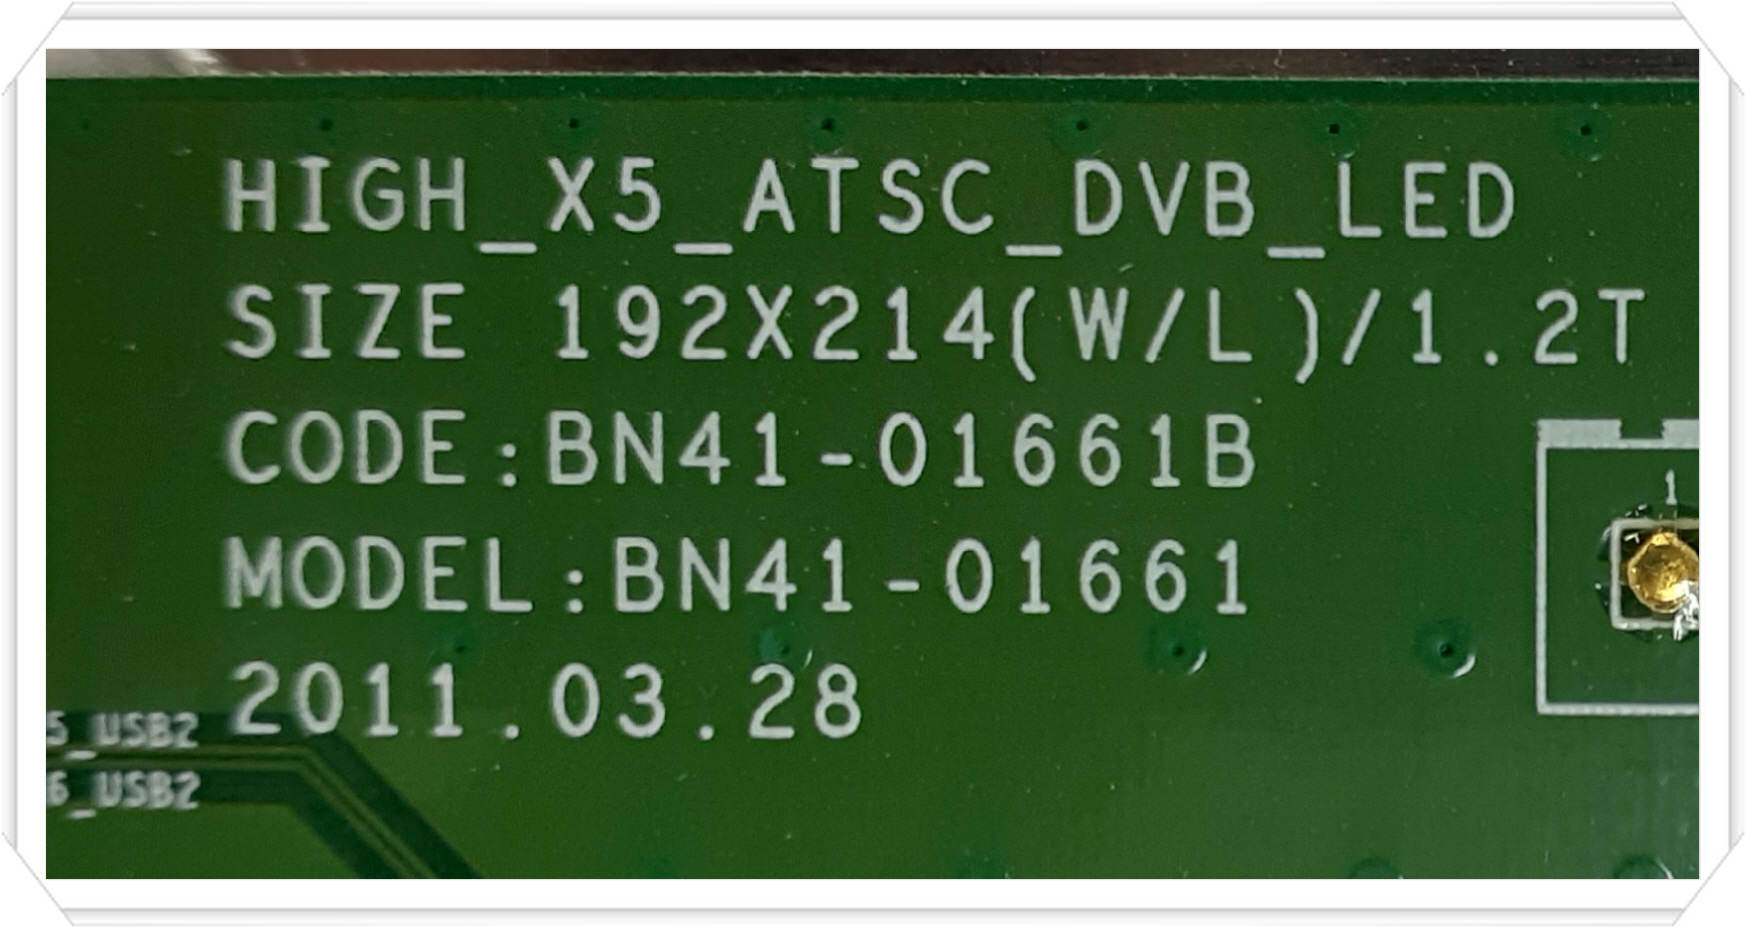 HIGH_X5_ATSC_DVB_LED
SIZE 192X214(W/L)/1.2T
CODE:BN41-01661B
MODEL:BN41-01661
2011.03.28
5_USB2
6_USB2
1